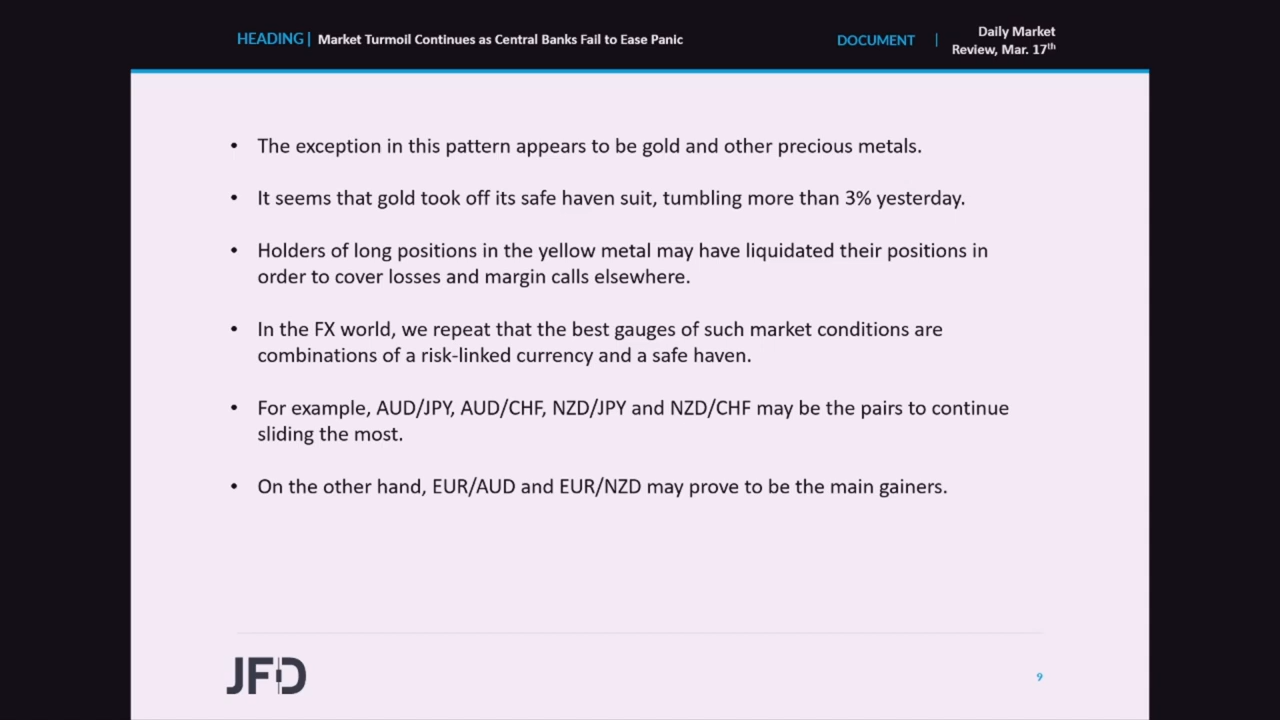 HEADING | Market Turmoil Continues as Central Banks Fail to Ease Panic
DOCUMENT | Daily Market
Review, Mar. 17th
• The exception in this pattern appears to be gold and other precious metals.
• It seems that gold took off its safe haven suit, tumbling more than 3% yesterday.
• Holders of long positions in the yellow metal may have liquidated their positions in
order to cover losses and margin calls elsewhere.
• In the FX world, we repeat that the best gauges of such market conditions are
combinations of a risk-linked currency and a safe haven.
• For example, AUD/JPY, AUD/CHF, NZD/JPY and NZD/CHF may be the pairs to continue
sliding the most.
• On the other hand, EUR/AUD and EUR/NZD may prove to be the main gainers.
JFD
9